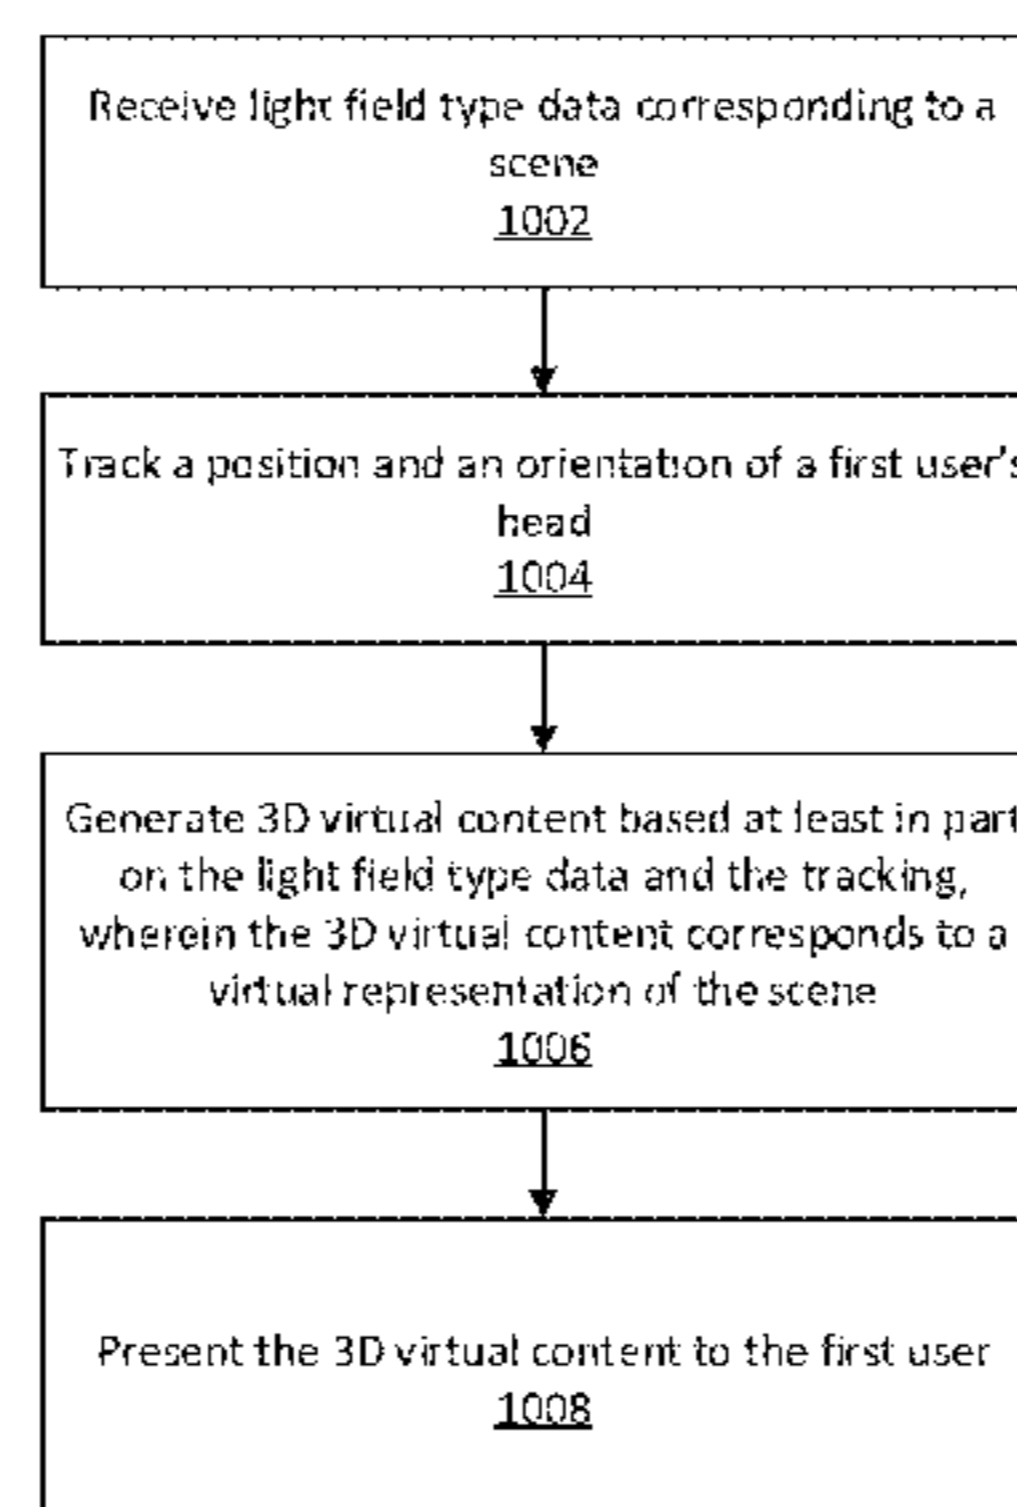 Receive light field type data corresponding to a
scene
1002
Track a position and an orientation of a first user's
head
1004
Generate 3D virtual content based at least in part
on the light field type data and the tracking,
wherein the 3D virtual content corresponds to a
virtual representation of the scene
1006
Present the 3D virtual content to the first user
1008